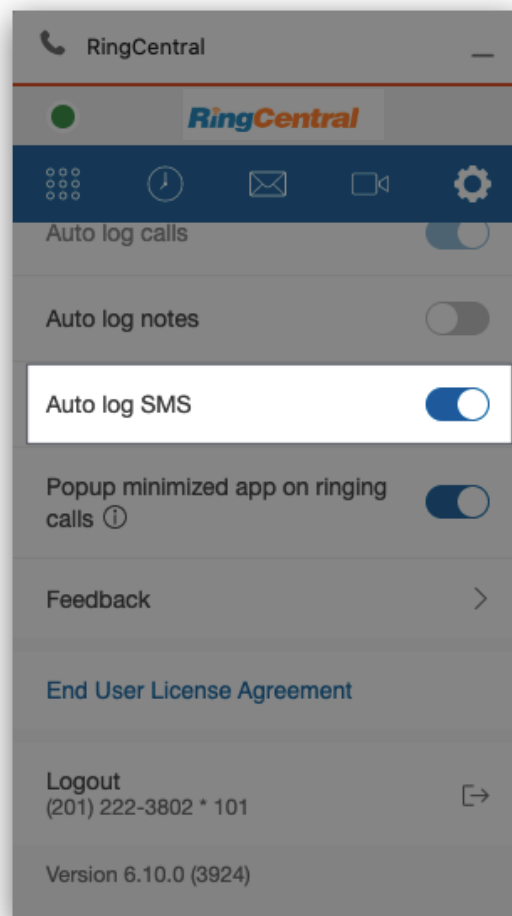 RingCentral
RingCentral
Auto log calls
Auto log notes
Auto log SMS
Popup minimized app on ringing
calls ⓘ
Feedback
End User License Agreement
Logout
(201) 222-3802 * 101
Version 6.10.0 (3924)